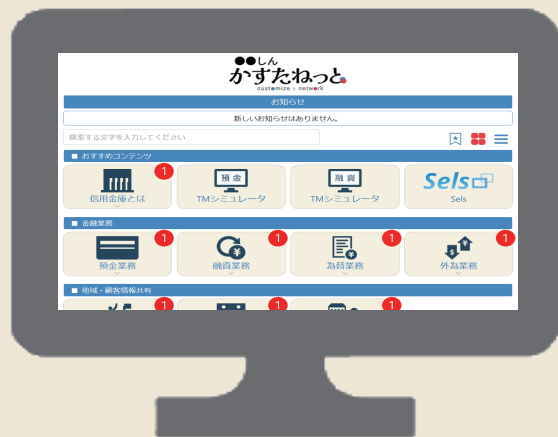 ●●しん
かすたねっと
customize × network
お知らせ
新しいお知らせはありません。
検索する文字を入力してください
■ おすすめコンテンツ
1
信用金庫とは
預金
TMシミュレータ
融資
TMシミュレータ
Sels
Sels
■ 金融業務
1
預金業務
1
融資業務
1
為替業務
1
外為業務
■ 地域・顧客情報共有
1
1
1